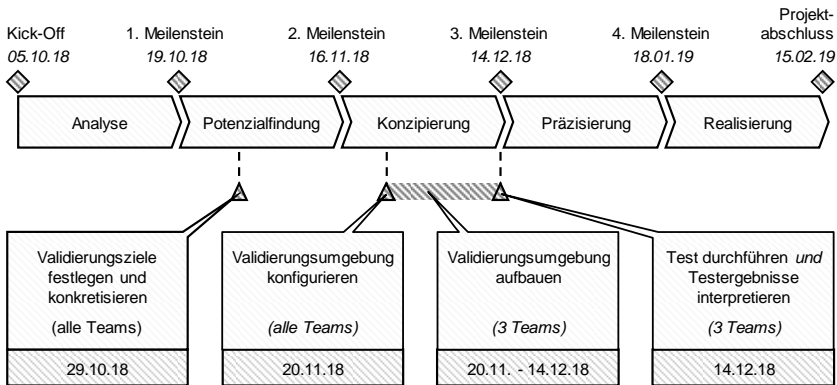 Kick-Off
05.10.18
1. Meilenstein
19.10.18
2. Meilenstein
16.11.18
3. Meilenstein
14.12.18
4. Meilenstein
18.01.19
Projekt-
abschluss
15.02.19
Analyse
Potenzialfindung
Konzipierung
Präzisierung
Realisierung
Validierungsziele
festlegen und
konkretisieren
(alle Teams)
29.10.18
Validierungsumgebung
konfigurieren
(alle Teams)
20.11.18
Validierungsumgebung
aufbauen
(3 Teams)
20.11. - 14.12.18
Test durchführen und
Testergebnisse
interpretieren
(3 Teams)
14.12.18